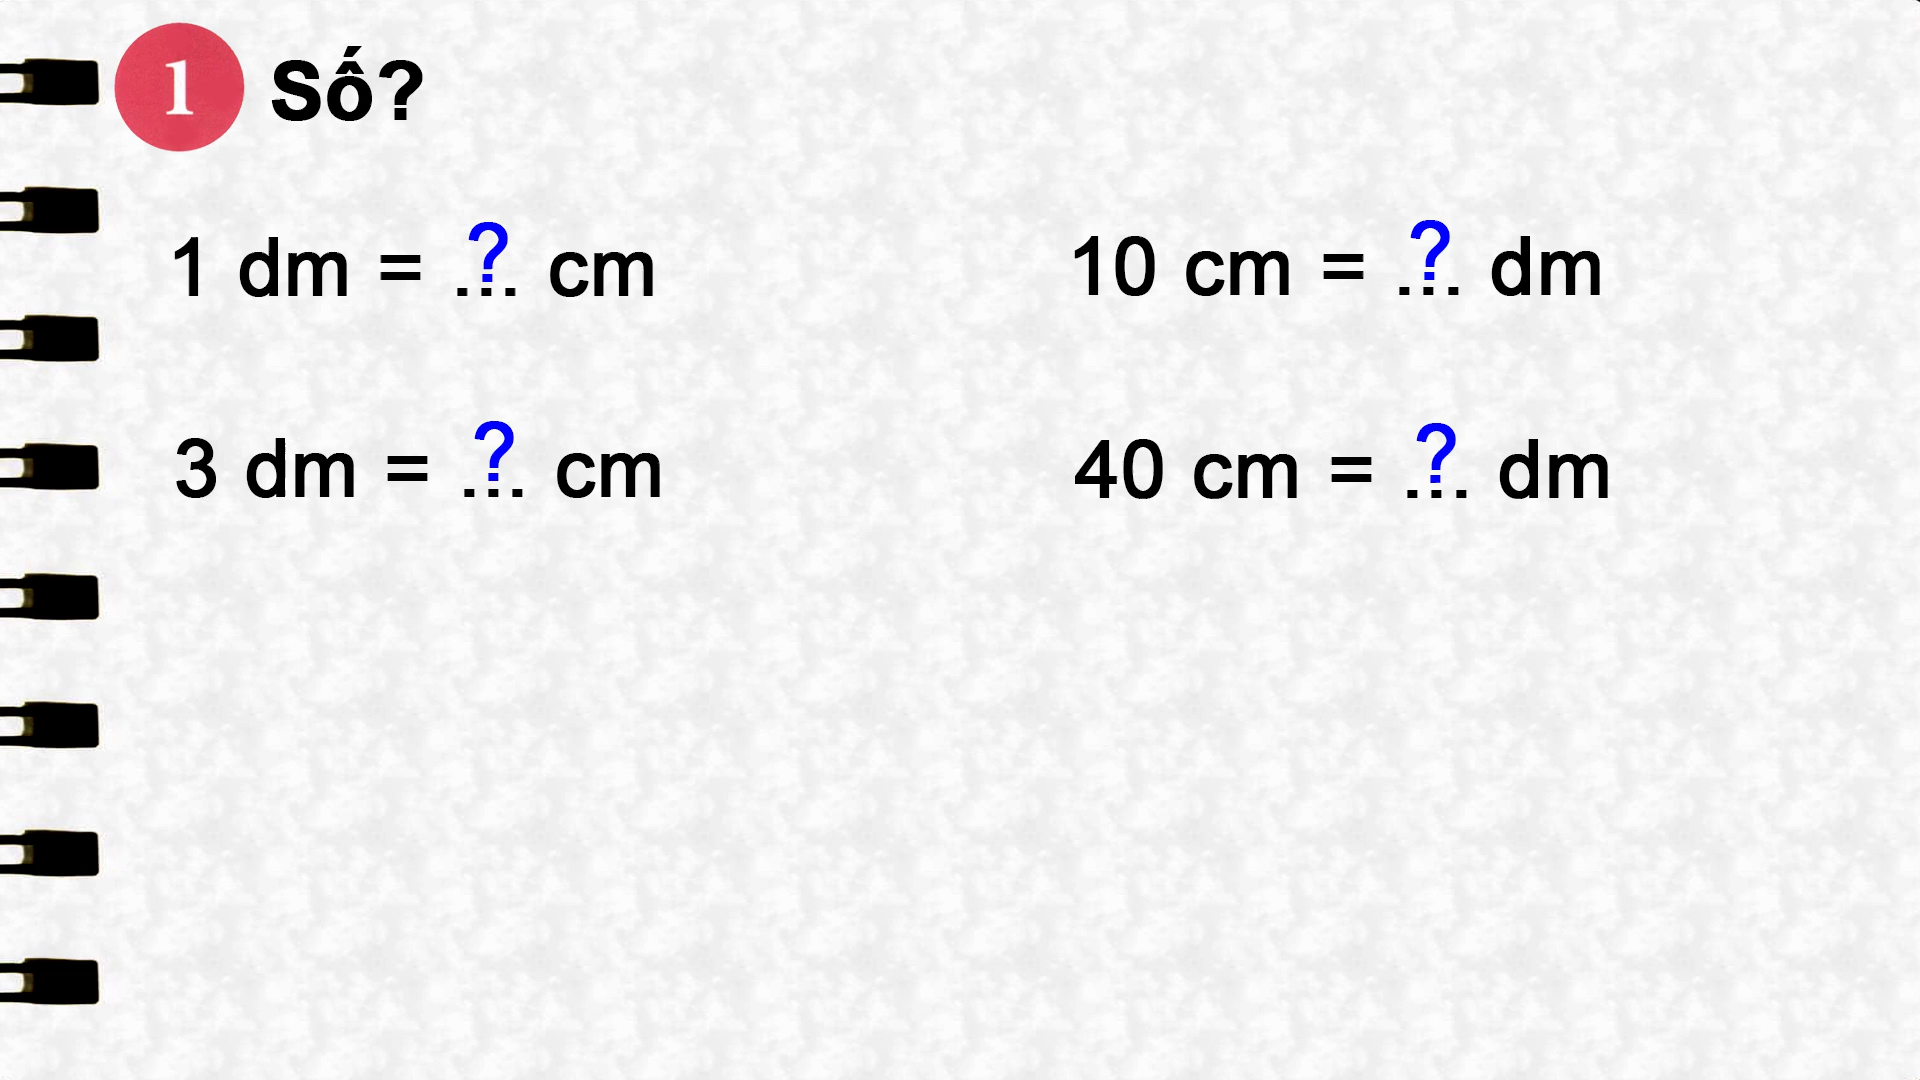 1 Số?
1 dm = ...? cm
10 cm = ...? dm
3 dm = ...? cm
40 cm = ...? dm